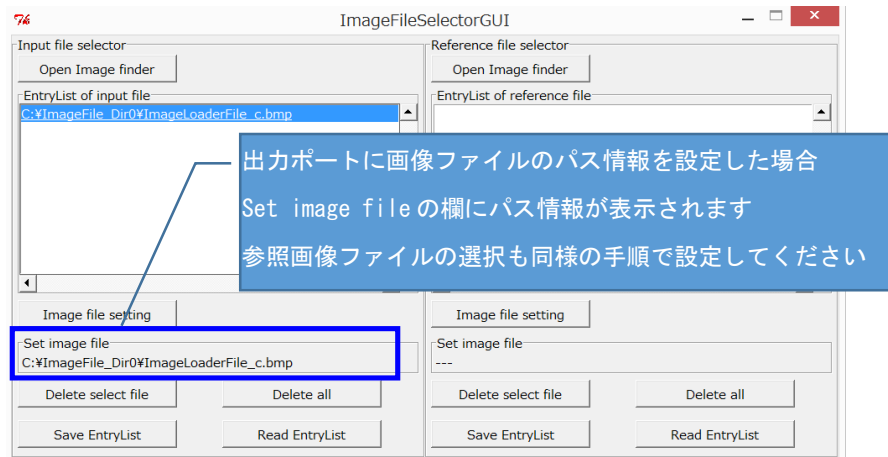 ImageFileSelectorGUI
Input file selector
Open Image finder
EntryList of input file
C:¥ImageFile_Dir0¥ImageLoaderFile_c.bmp
Image file setting
Set image file
C:¥ImageFile_Dir0¥ImageLoaderFile_c.bmp
Delete select file
Delete all
Save EntryList
Read EntryList
Reference file selector
Open Image finder
EntryList of reference file
出力ポートに画像ファイルのパス情報を設定した場合
Set image fileの欄にパス情報が表示されます
参照画像ファイルの選択も同様の手順で設定してください
Image file setting
Set image file
---
Delete select file
Delete all
Save EntryList
Read EntryList